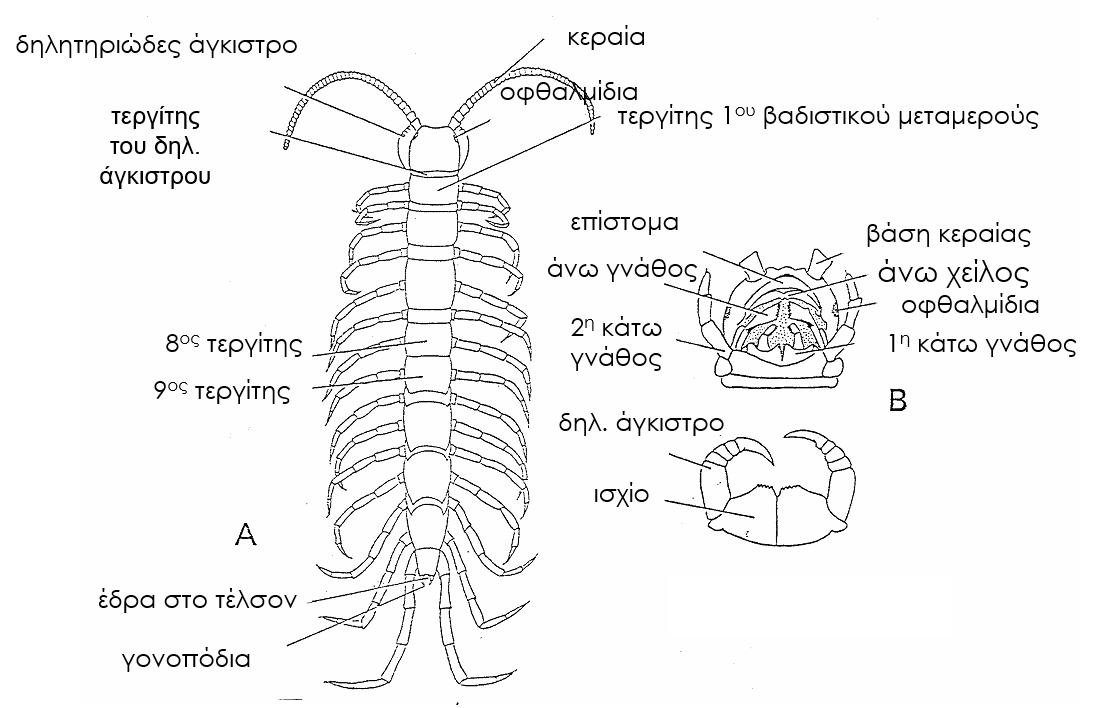 δηλητηριώδες άγκιστρο
κεραία
οφθαλμίδια
τεργίτης
του δηλ.
άγκιστρου
τεργίτης 1ου βαδιστικού μεταμερούς
επίστομα
βάση κεραίας
άνω γνάθος
άνω χείλος
οφθαλμίδια
2η κάτω
γνάθος
1η κάτω γνάθος
8ος τεργίτης
9ος τεργίτης
B
δηλ. άγκιστρο
ισχίο
A
έδρα στο τέλσον
γονοπόδια